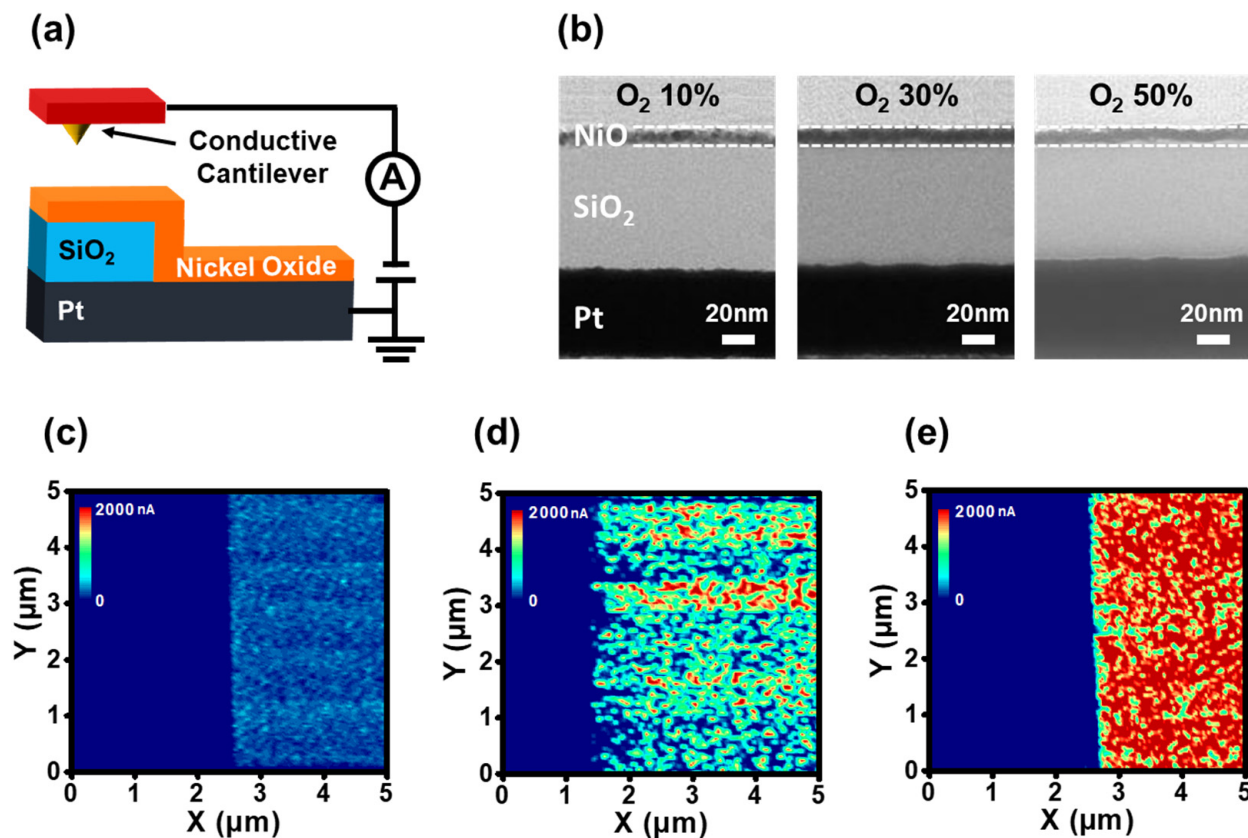 (a)
Conductive
Cantilever
A
SiO₂
Nickel Oxide
Pt
(b)
O₂ 10%
O₂ 30%
O₂ 50%
NiO
SiO₂
Pt
20nm
20nm
20nm
(c)
2000 nA
0
5
4
3
2
1
0
Y (µm)
0 1 2 3 4 5
X (µm)
(d)
2000 nA
0
5
4
3
2
1
0
Y (µm)
0 1 2 3 4 5
X (µm)
(e)
2000 nA
0
5
4
3
2
1
0
Y (µm)
0 1 2 3 4 5
X (µm)